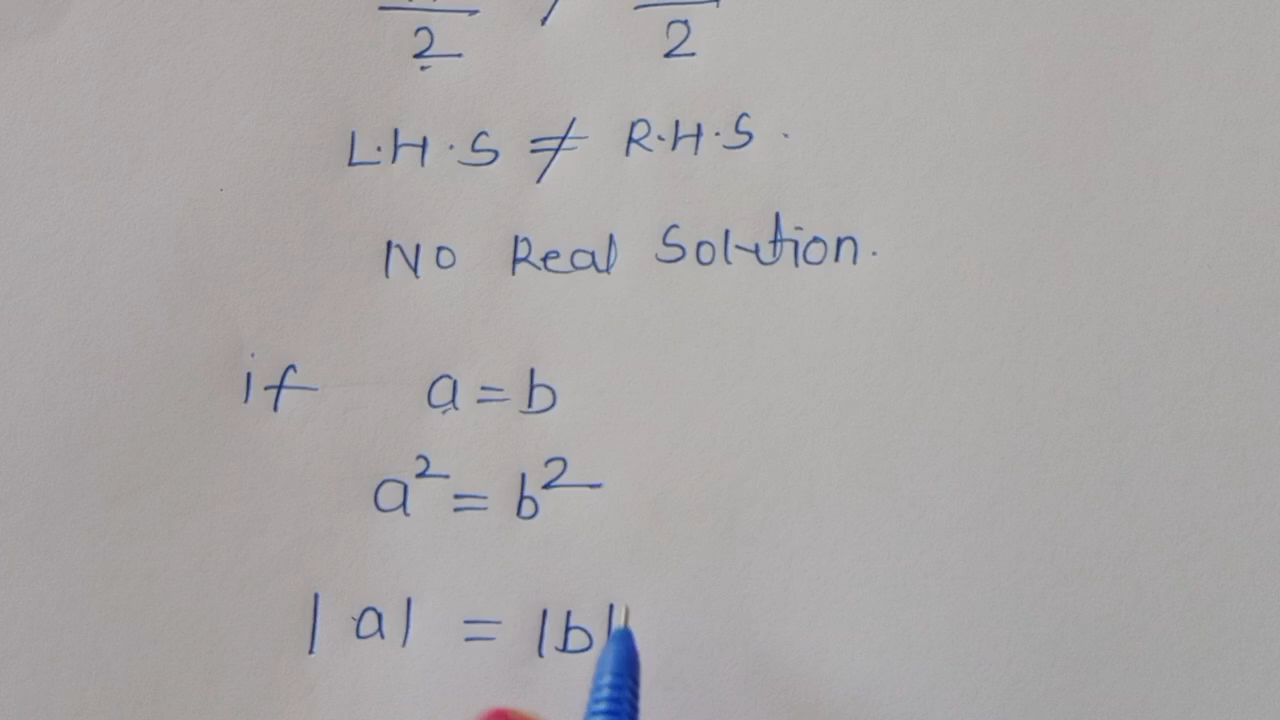 2 2
L.H.S ≠ R.H.S.
No Real Solution.
if a = b
a² = b²
|a| = |b|